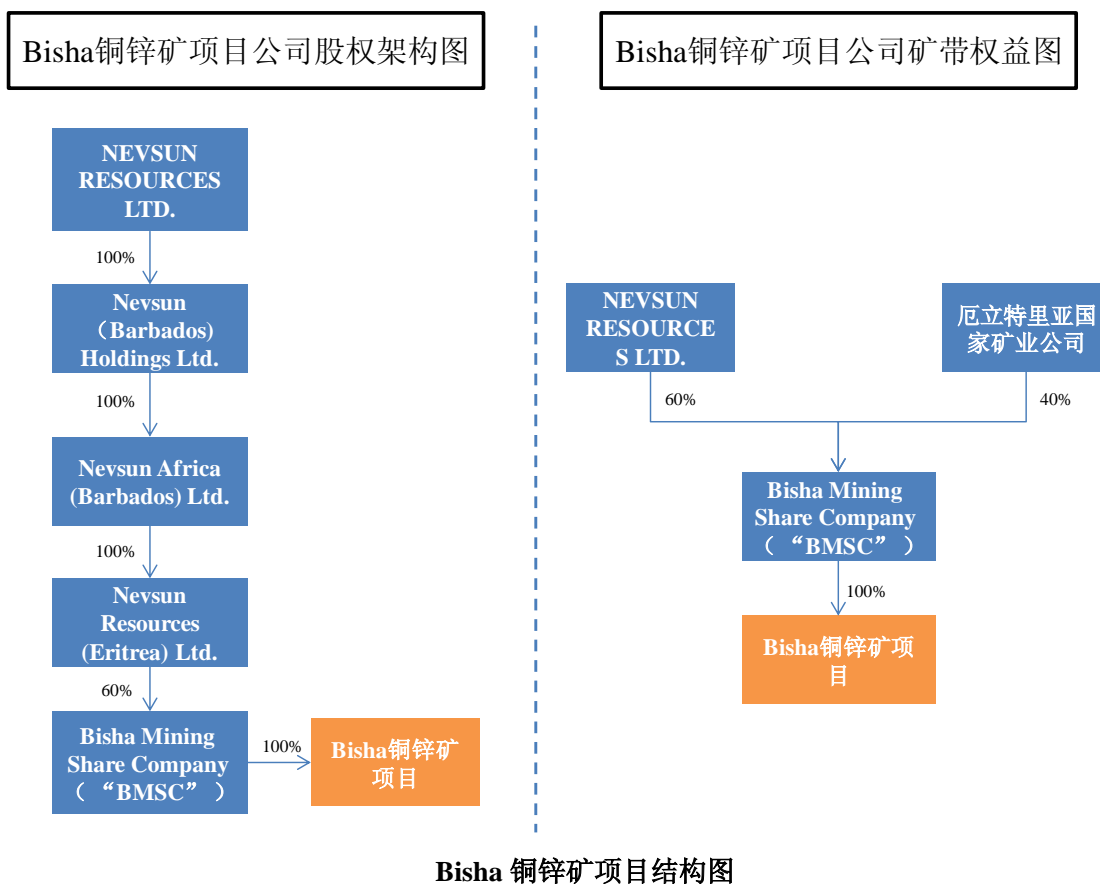 Bisha铜锌矿项目公司股权架构图
NEVSUN
RESOURCES
LTD.
100%
Nevsun
（Barbados)
Holdings Ltd.
100%
Nevsun Africa
(Barbados) Ltd.
100%
Nevsun
Resources
(Eritrea) Ltd.
60%
Bisha Mining
Share Company
（“BMSC”）
100%
Bisha铜锌矿
项目
Bisha铜锌矿项目公司矿带权益图
NEVSUN
RESOURCE
S LTD.
厄立特里亚国
家矿业公司
60%
40%
Bisha Mining
Share Company
（“BMSC”）
100%
Bisha铜锌矿项
目
Bisha 铜锌矿项目结构图